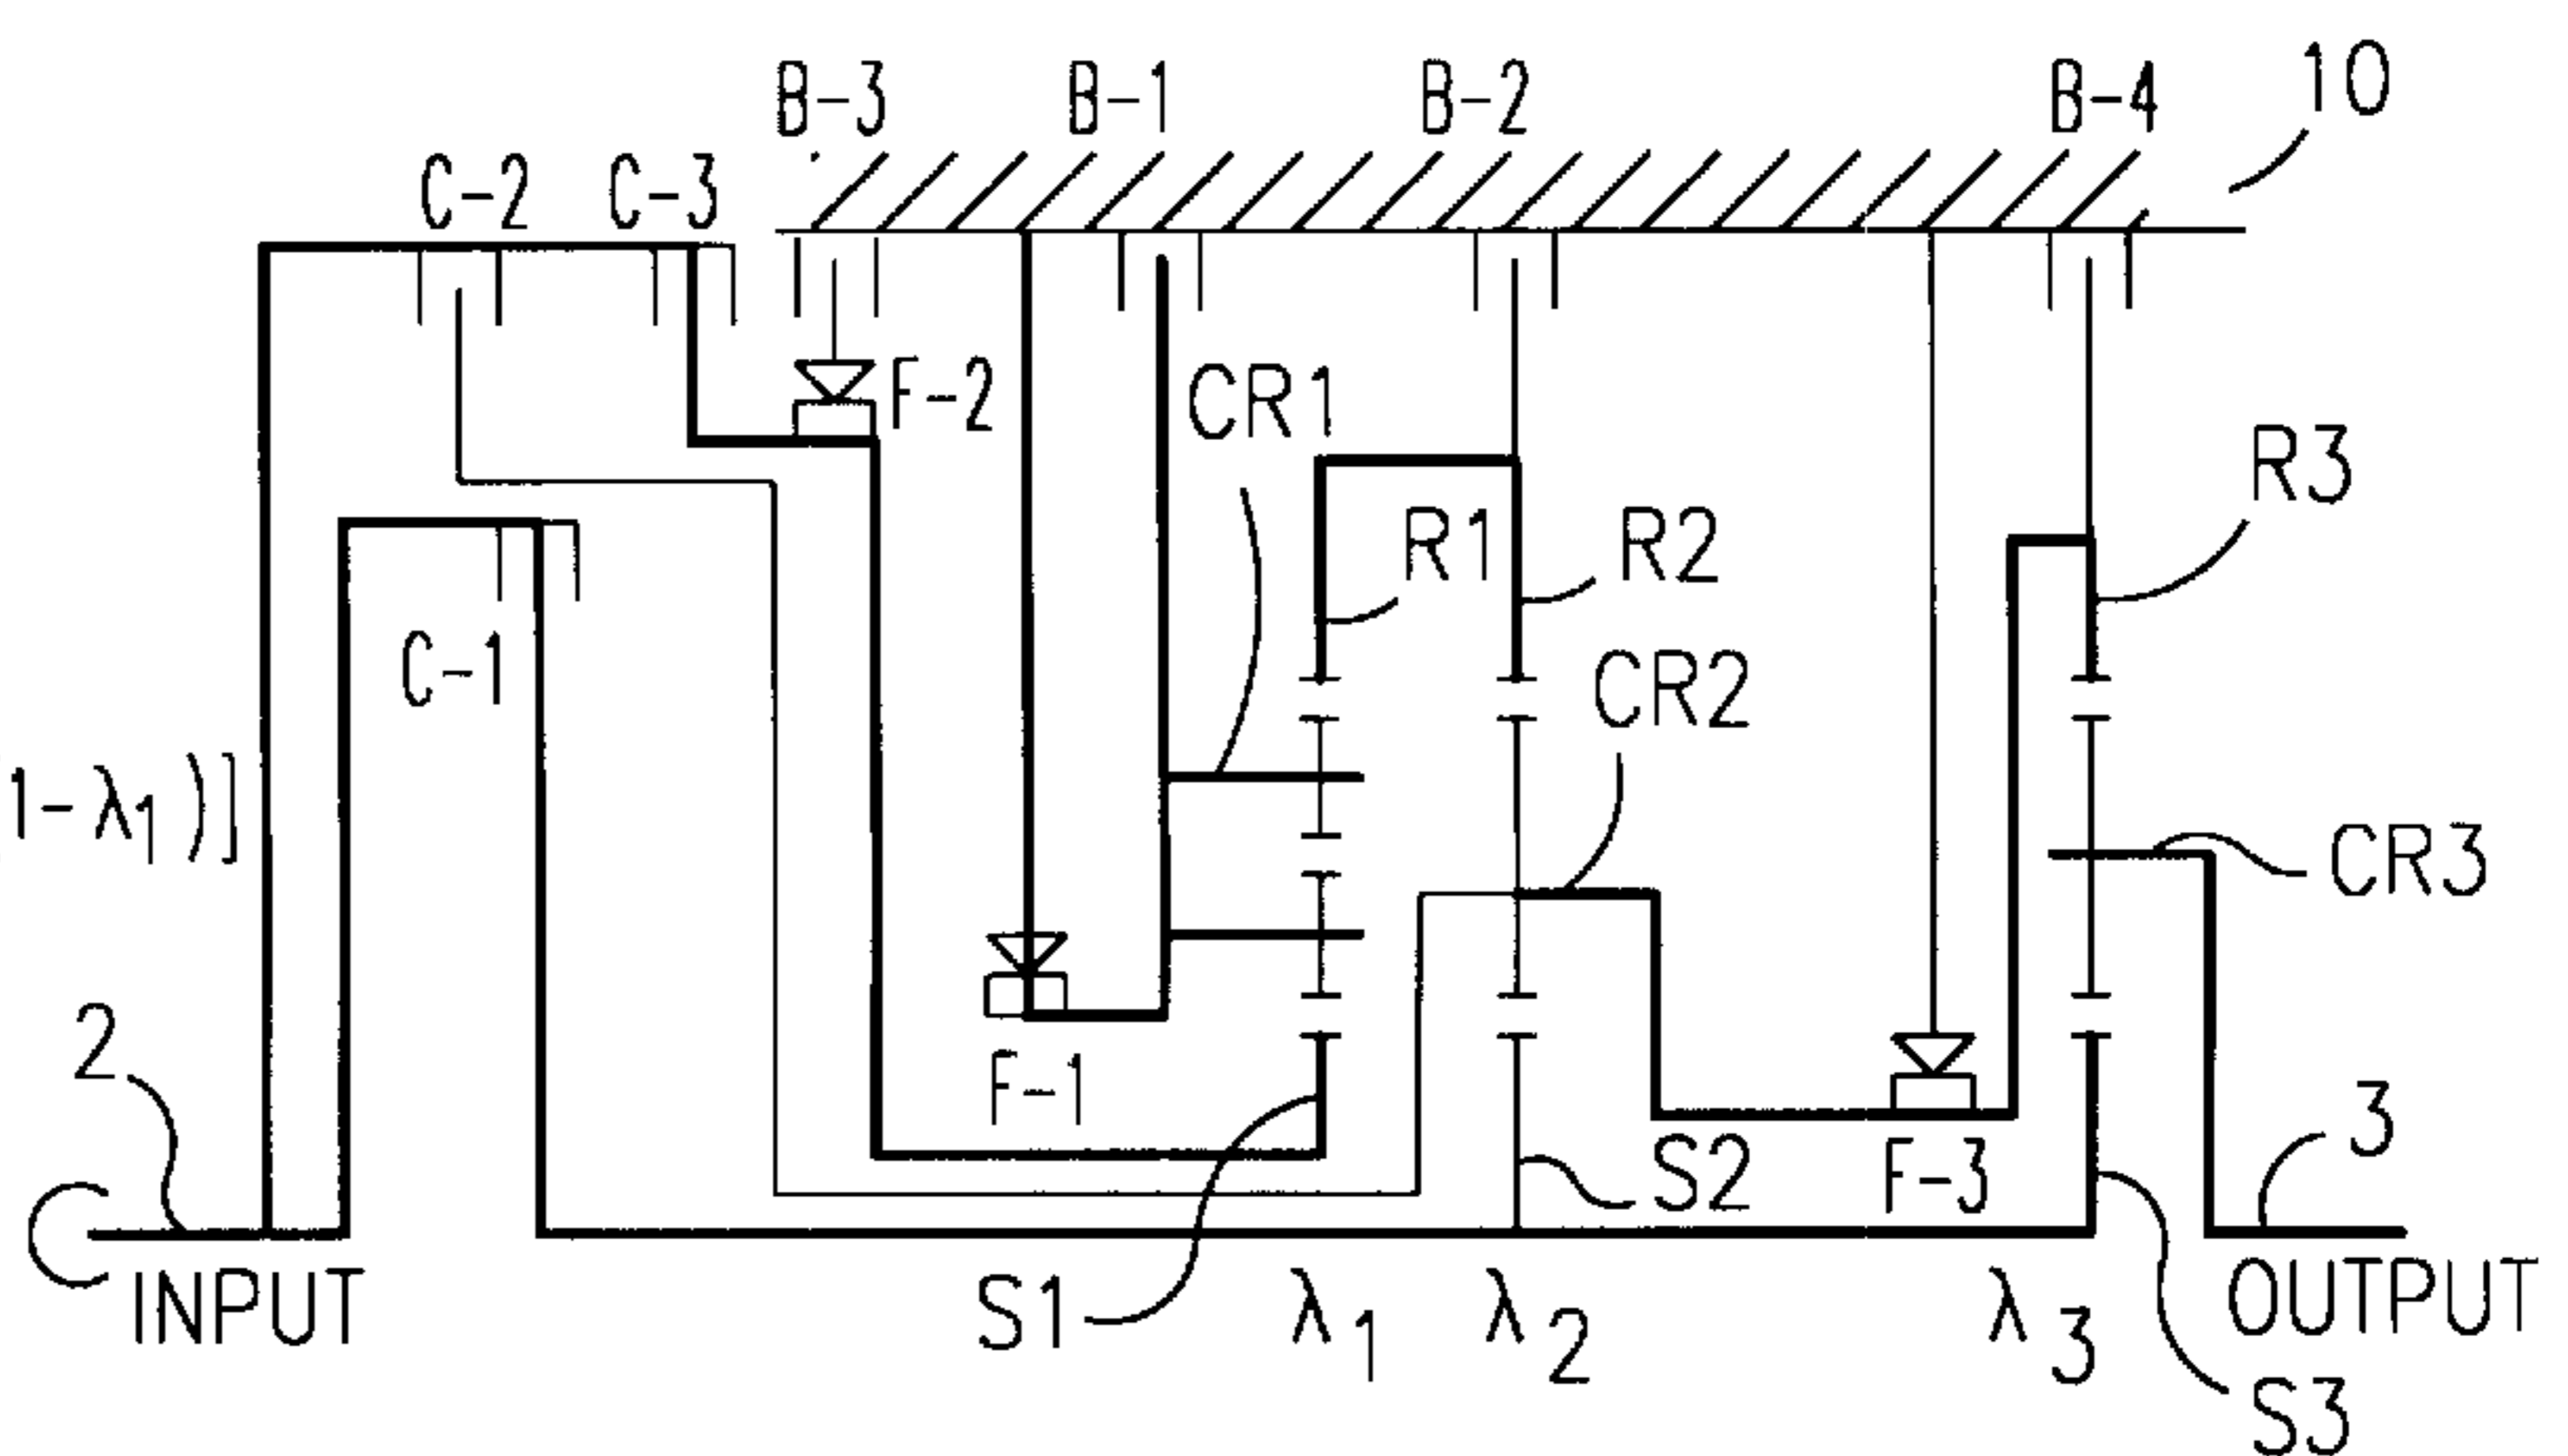 10
B-3
B-1
B-2
B-4
C-2
C-3
F-2
CR1
R3
R1
R2
C-1
CR2
1-λ1)]
CR3
2
F-1
3
S2
F-3
INPUT
S1
λ1
λ2
λ3
OUTPUT
S3